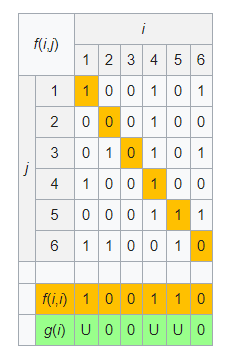 f(i,j) i
1 2 3 4 5 6
j 1 1 0 0 1 0 1
2 0 0 0 1 0 0
3 0 1 0 1 0 1
4 1 0 0 1 0 0
5 0 0 0 1 1 1
6 1 1 0 0 1 0
f(i,i) 1 0 0 1 1 0
g(i) U 0 0 U U 0